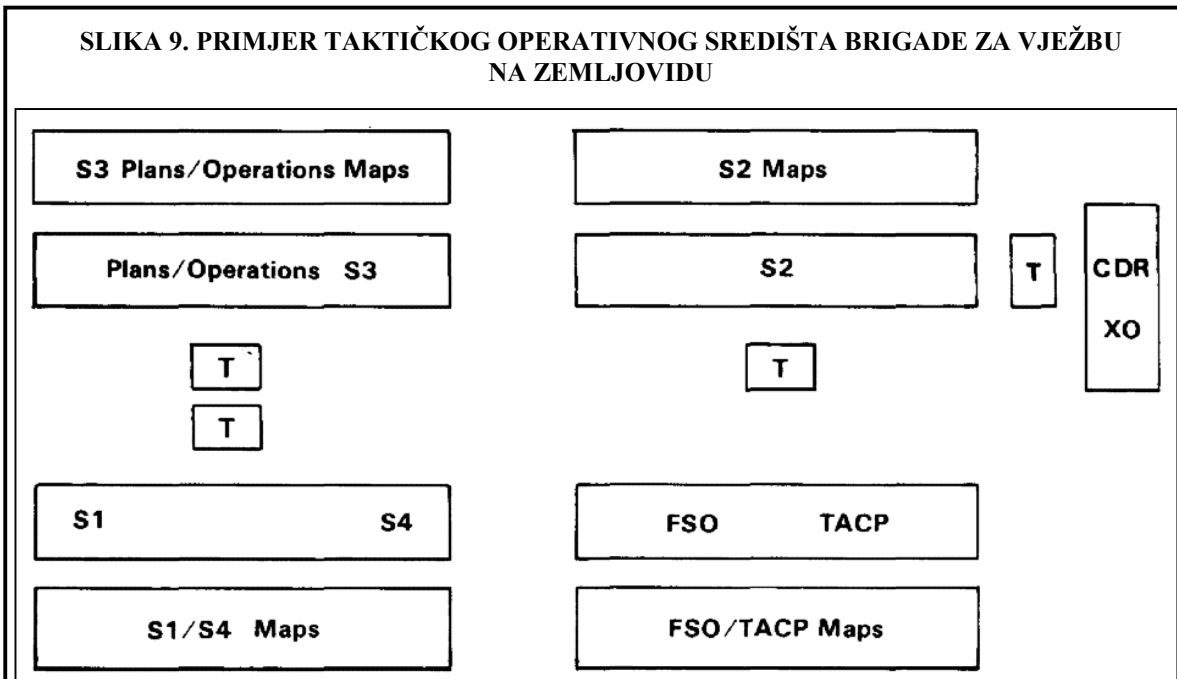 SLIKA 9. PRIMJER TAKTIČKOG OPERATIVNOG SREDIŠTA BRIGADE ZA VJEŽBU
NA ZEMLJOVIDU
S3 Plans/Operations Maps
S2 Maps
Plans/Operations S3
S2
T
CDR
XO
T
T
T
S1 S4
FSO TACP
S1/S4 Maps
FSO/TACP Maps